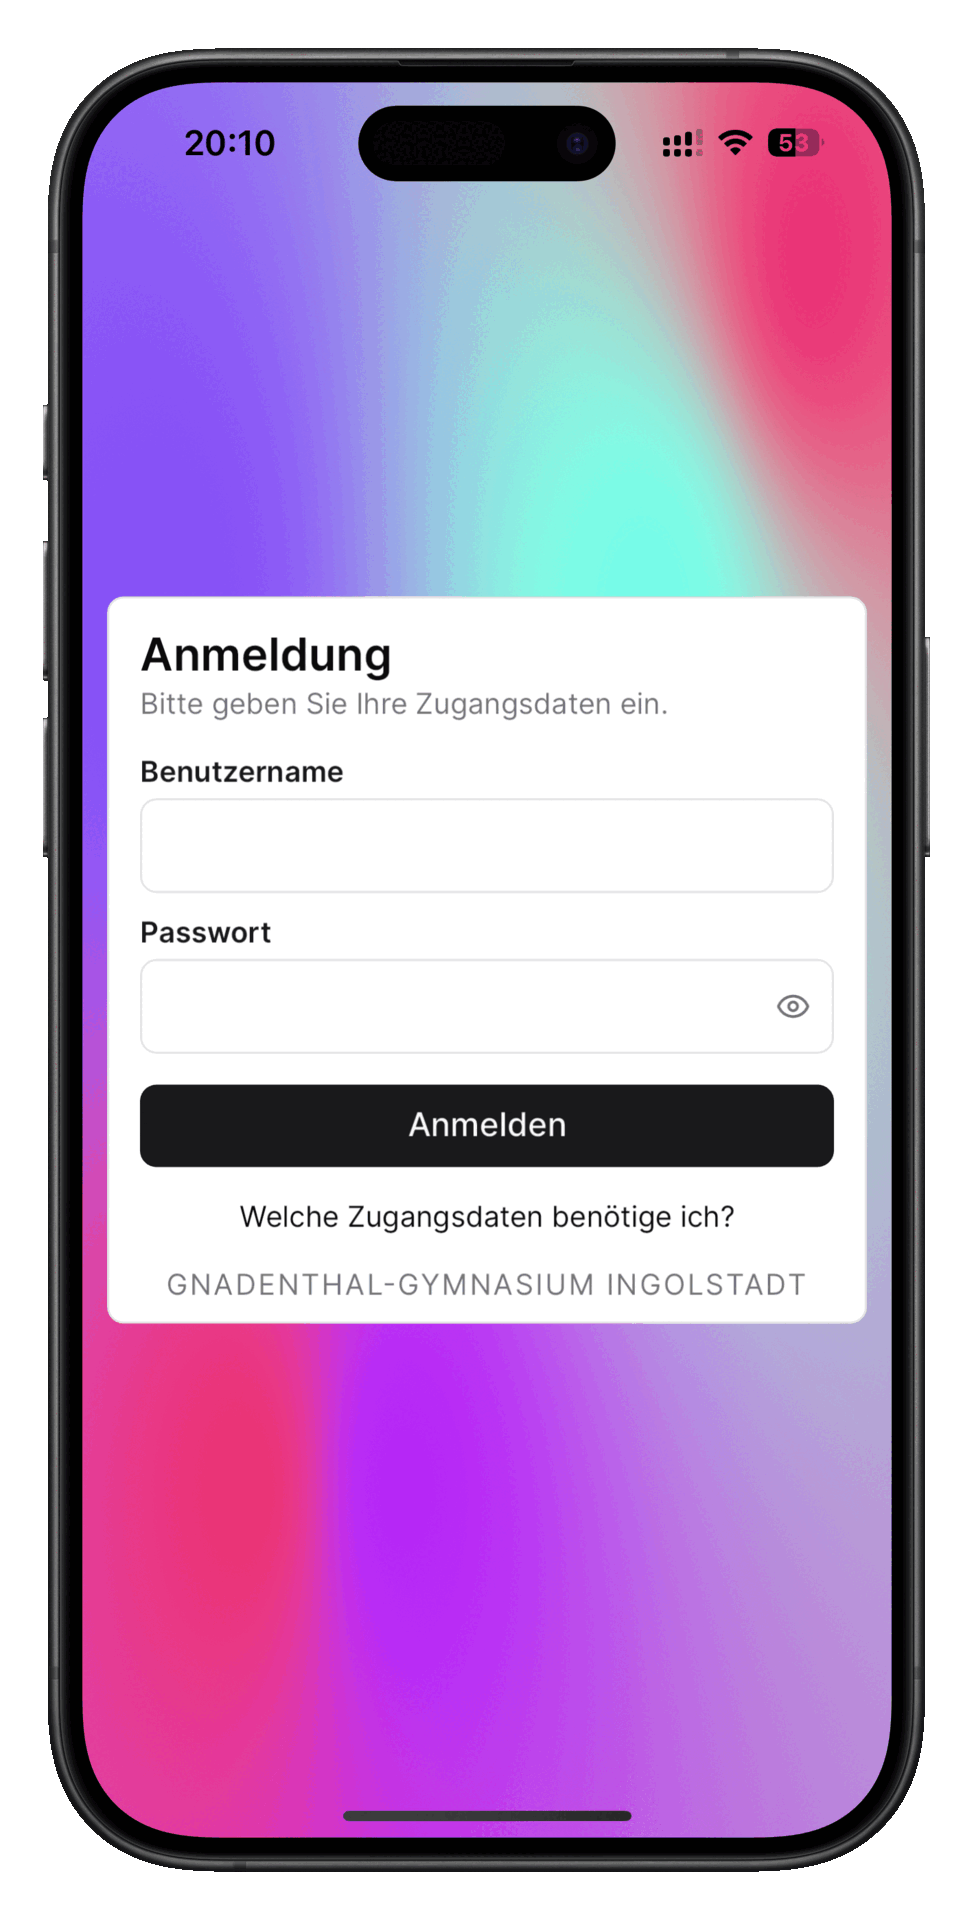 20:10
53
Anmeldung
Bitte geben Sie Ihre Zugangsdaten ein.
Benutzername
Passwort
Anmelden
Welche Zugangsdaten benötige ich?
GNADENTHAL-GYMNASIUM INGOLSTADT